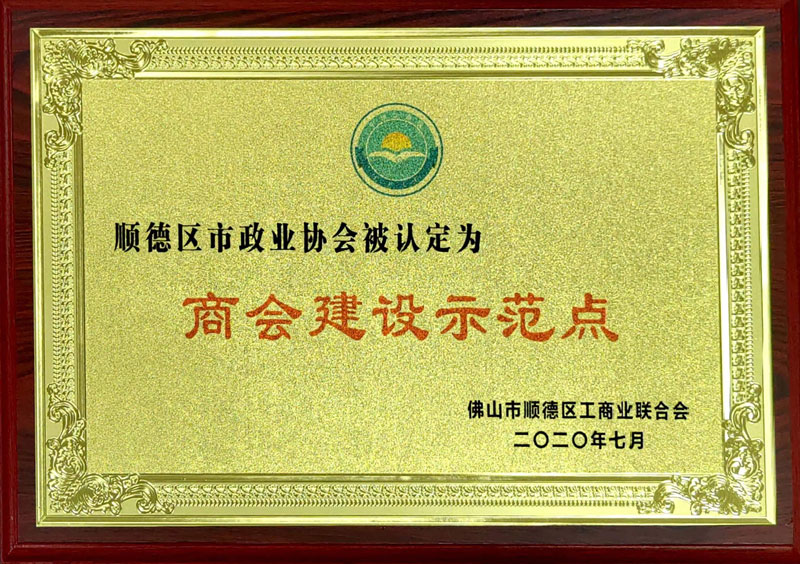 顺德区市政业协会被认定为
商会建设示范点
佛山市顺德区工商业联合会
二〇二〇年七月